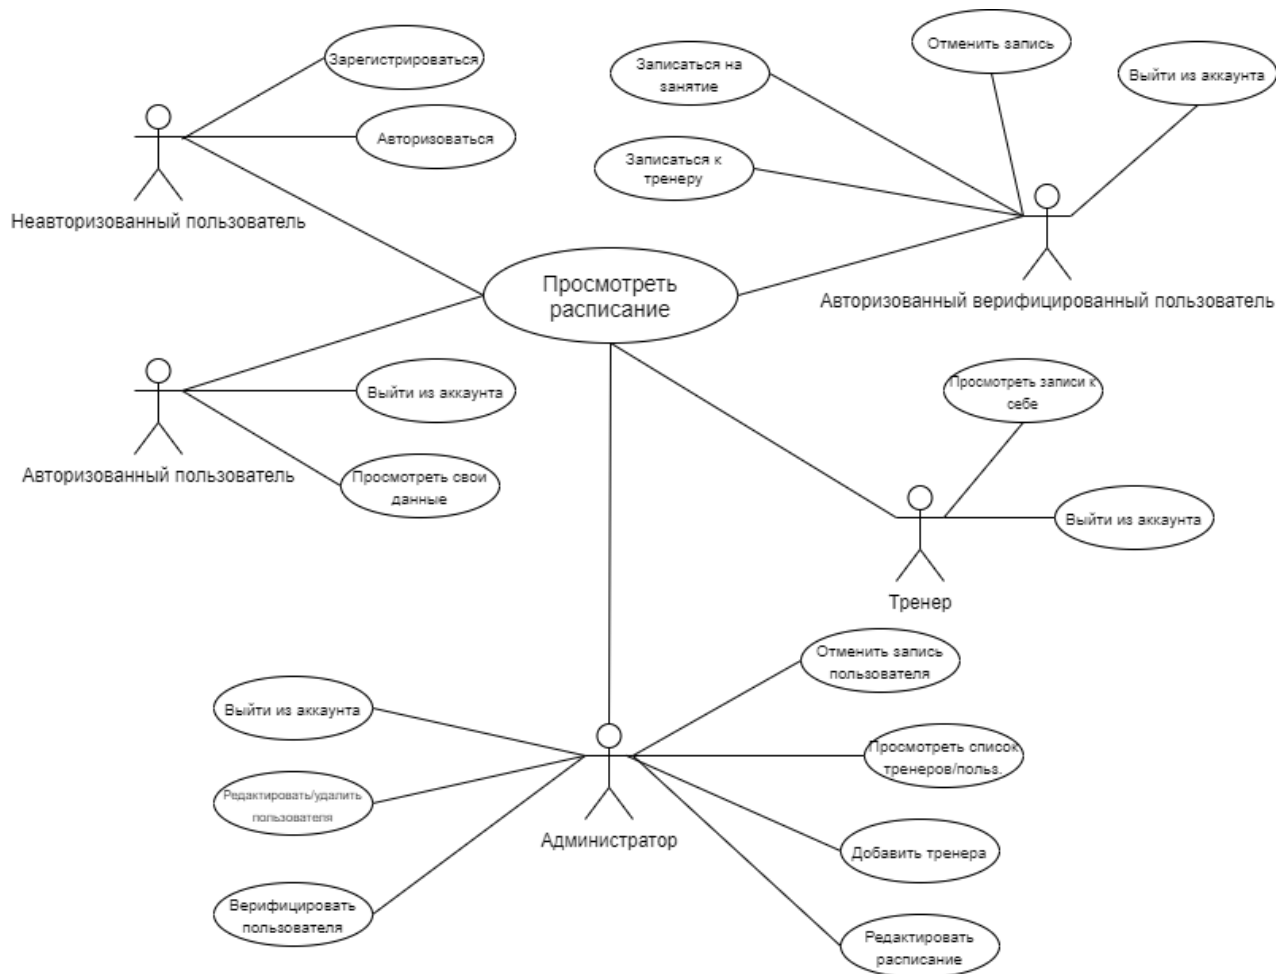 Зарегистрироваться
Авторизоваться
Неавторизованный пользователь
Записаться на
занятие
Отменить запись
Выйти из аккаунта
Записаться к
тренеру
Авторизованный верифицированный пользователь
Просмотреть
расписание
Выйти из аккаунта
Просмотреть свои
данные
Авторизованный пользователь
Просмотреть записи к
себе
Выйти из аккаунта
Тренер
Отменить запись
пользователя
Выйти из аккаунта
Просмотреть список
тренеров/польз.
Редактировать/удалить
пользователя
Администратор
Добавить тренера
Верифицировать
пользователя
Редактировать
расписание